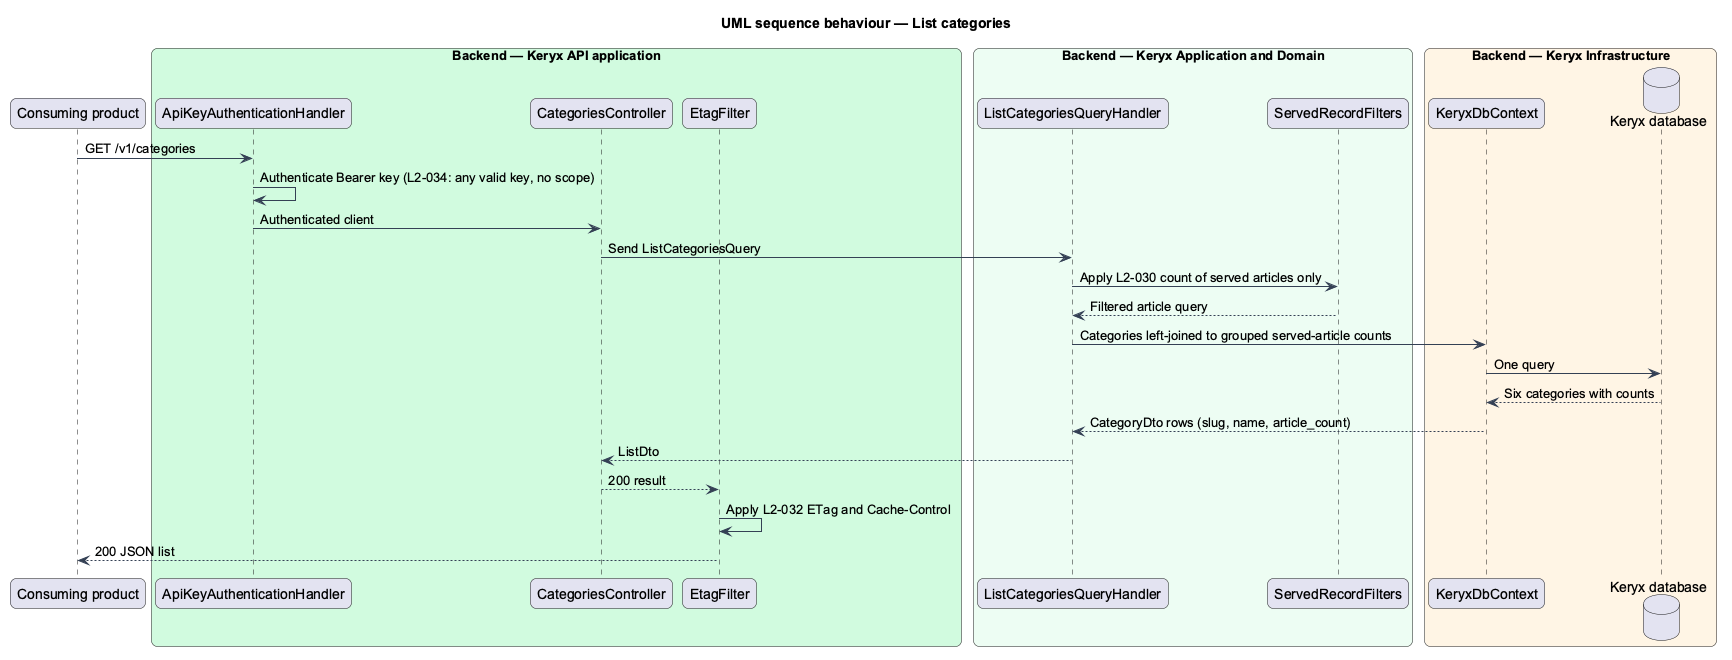 UML sequence behaviour — List categories
Backend — Keryx API application
Backend — Keryx Application and Domain
Backend — Keryx Infrastructure
Consuming product
ApiKeyAuthenticationHandler
CategoriesController
EtagFilter
ListCategoriesQueryHandler
ServedRecordFilters
KeryxDbContext
Keryx database
GET /v1/categories
Authenticate Bearer key (L2-034: any valid key, no scope)
Authenticated client
Send ListCategoriesQuery
Apply L2-030 count of served articles only
Filtered article query
Categories left-joined to grouped served-article counts
One query
Six categories with counts
CategoryDto rows (slug, name, article_count)
ListDto
200 result
Apply L2-032 ETag and Cache-Control
200 JSON list
Consuming product
ApiKeyAuthenticationHandler
CategoriesController
EtagFilter
ListCategoriesQueryHandler
ServedRecordFilters
KeryxDbContext
Keryx database